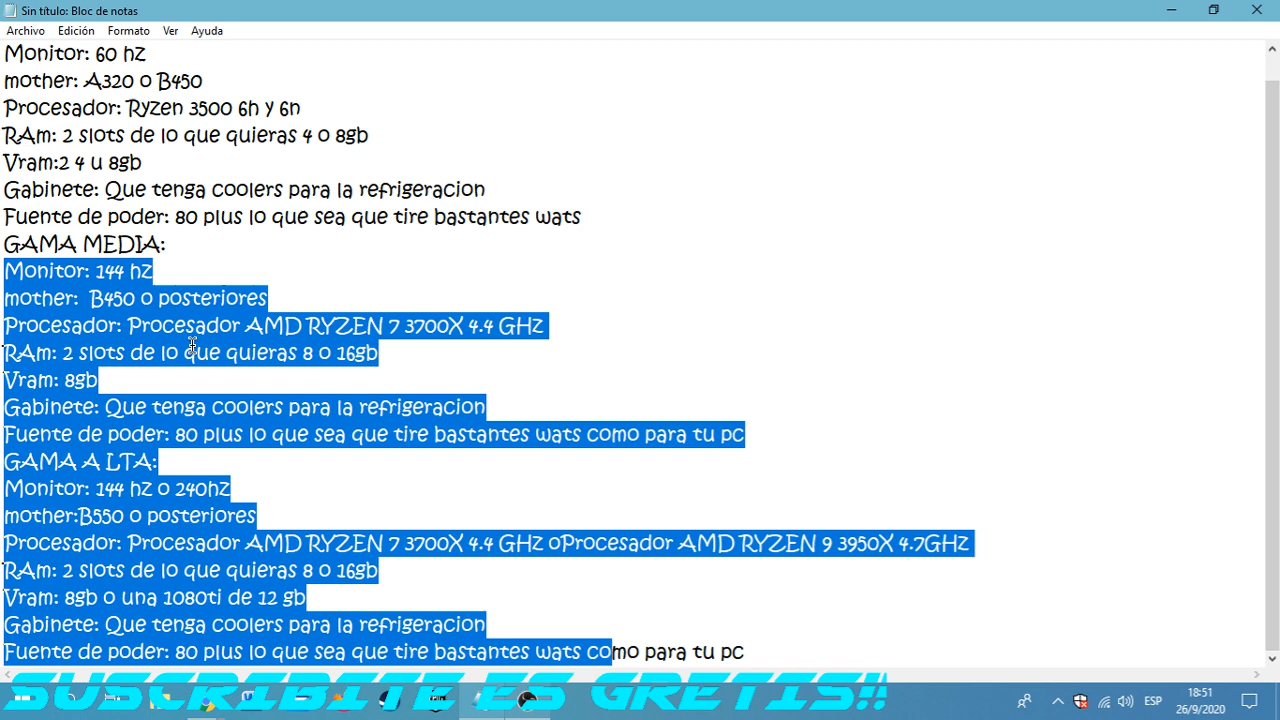 Sin título: Bloc de notas
Archivo Edición Formato Ver Ayuda
Monitor: 60 hz
mother: A320 o B450
Procesador: Ryzen 3500 6h y 6n
RAm: 2 slots de lo que quieras 4 o 8gb
Vram:2 4 u 8gb
Gabinete: Que tenga coolers para la refrigeracion
Fuente de poder: 80 plus lo que sea que tire bastantes wats
GAMA MEDIA:
Monitor: 144 hz
mother:  B450 o posteriores
Procesador: Procesador AMD RYZEN 7 3700X 4.4 GHz
RAm: 2 slots de lo que quieras 8 o 16gb
Vram: 8gb
Gabinete: Que tenga coolers para la refrigeracion
Fuente de poder: 80 plus lo que sea que tire bastantes wats como para tu pc
GAMA A LTA:
Monitor: 144 hz o 240hz
mother:B550 o posteriores
Procesador: Procesador AMD RYZEN 7 3700X 4.4 GHz oProcesador AMD RYZEN 9 3950X 4.7GHz
RAm: 2 slots de lo que quieras 8 o 16gb
Vram: 8gb o una 1080ti de 12 gb
Gabinete: Que tenga coolers para la refrigeracion
Fuente de poder: 80 plus lo que sea que tire bastantes wats como para tu pc
SUSCRIBITE ES GRETIS!!
ESP
18:51
26/9/2020